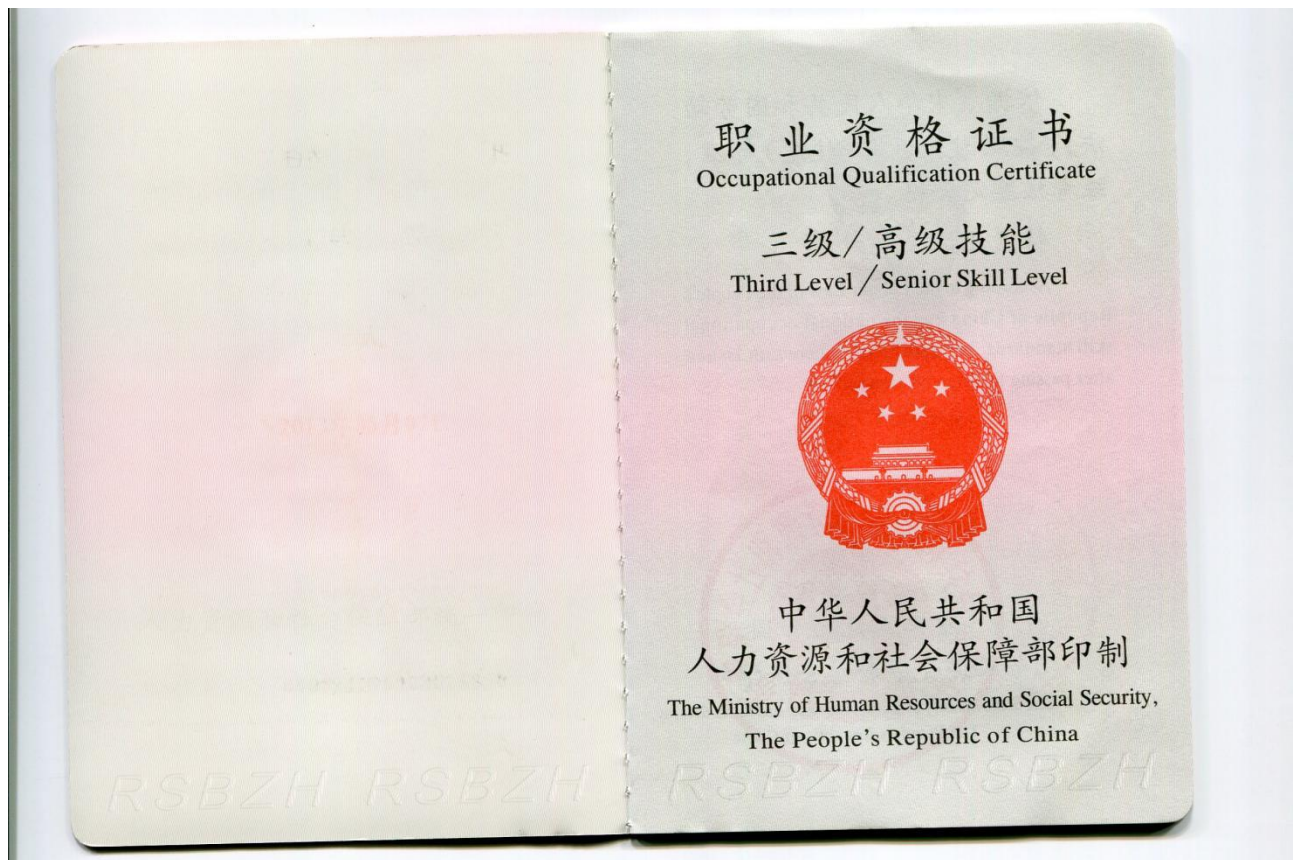 职业资格证书
Occupational Qualification Certificate
三级/高级技能
Third Level/Senior Skill Level
中华人民共和国
人力资源和社会保障部印制
The Ministry of Human Resources and Social Security,
The People's Republic of China
RSBZH RSBZH RSBZH RSBZH